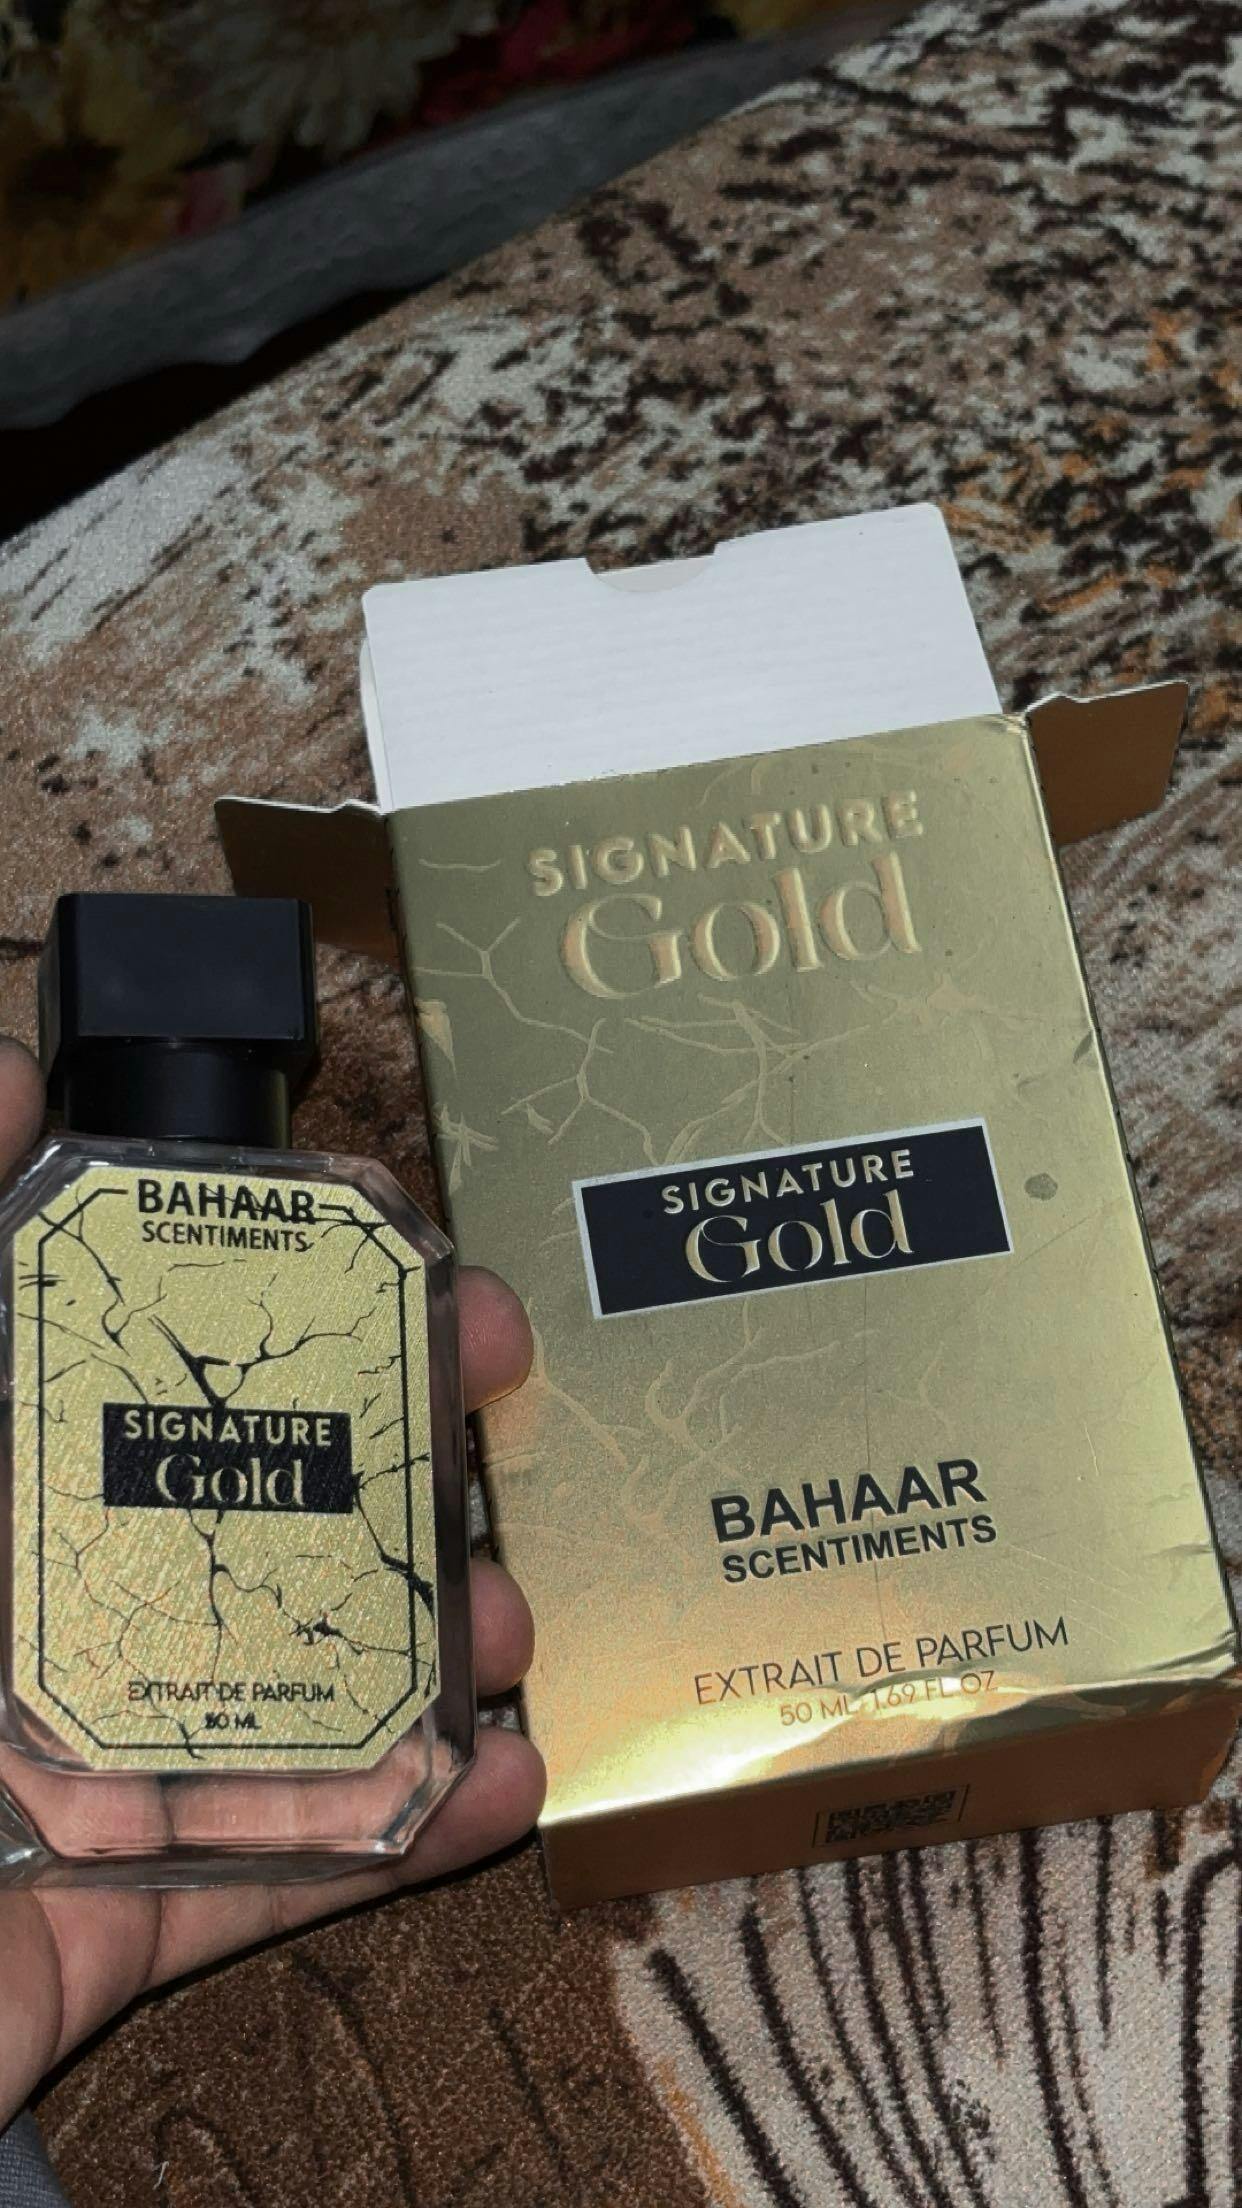 SIGNATURE
Gold
SIGNATURE
Gold
BAHAAR
SCENTIMENTS
EXTRAIT DE PARFUM
50 ML 1.69 FL OZ
BAHAAR
SCENTIMENTS
SIGNATURE
Gold
EXTRAIT DE PARFUM
50 ML